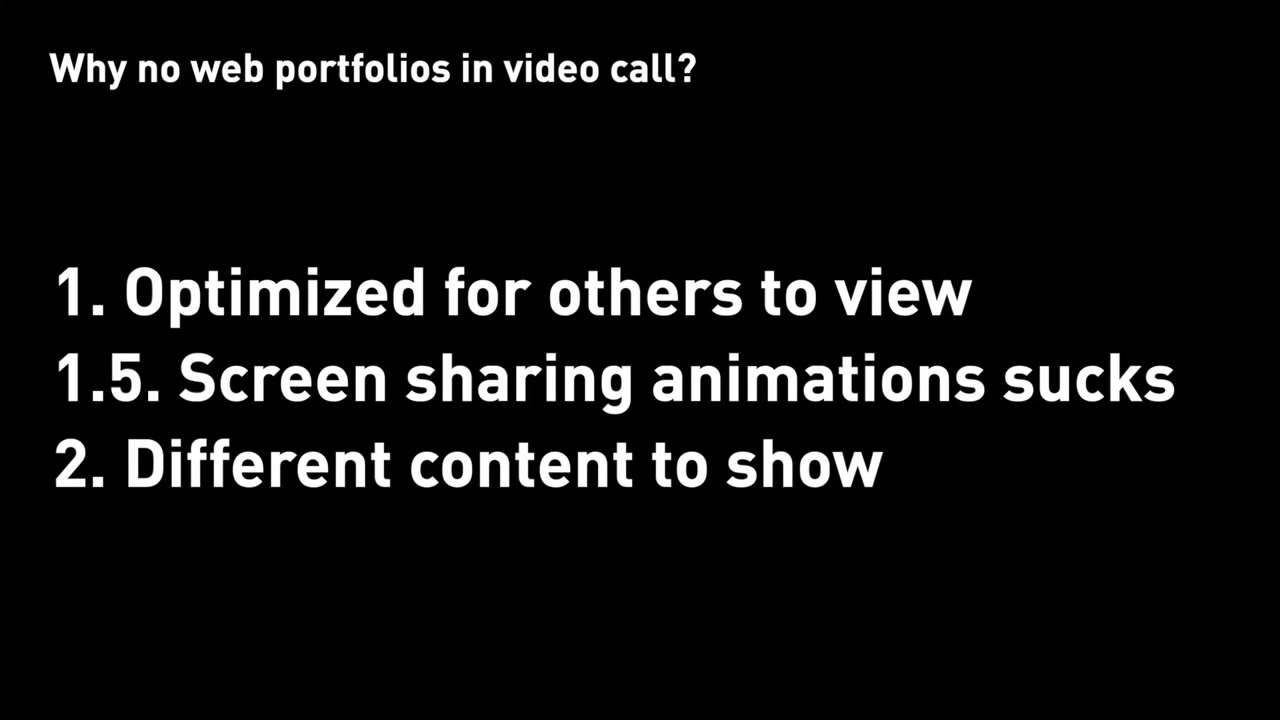 Why no web portfolios in video call?
1. Optimized for others to view
1.5. Screen sharing animations sucks
2. Different content to show